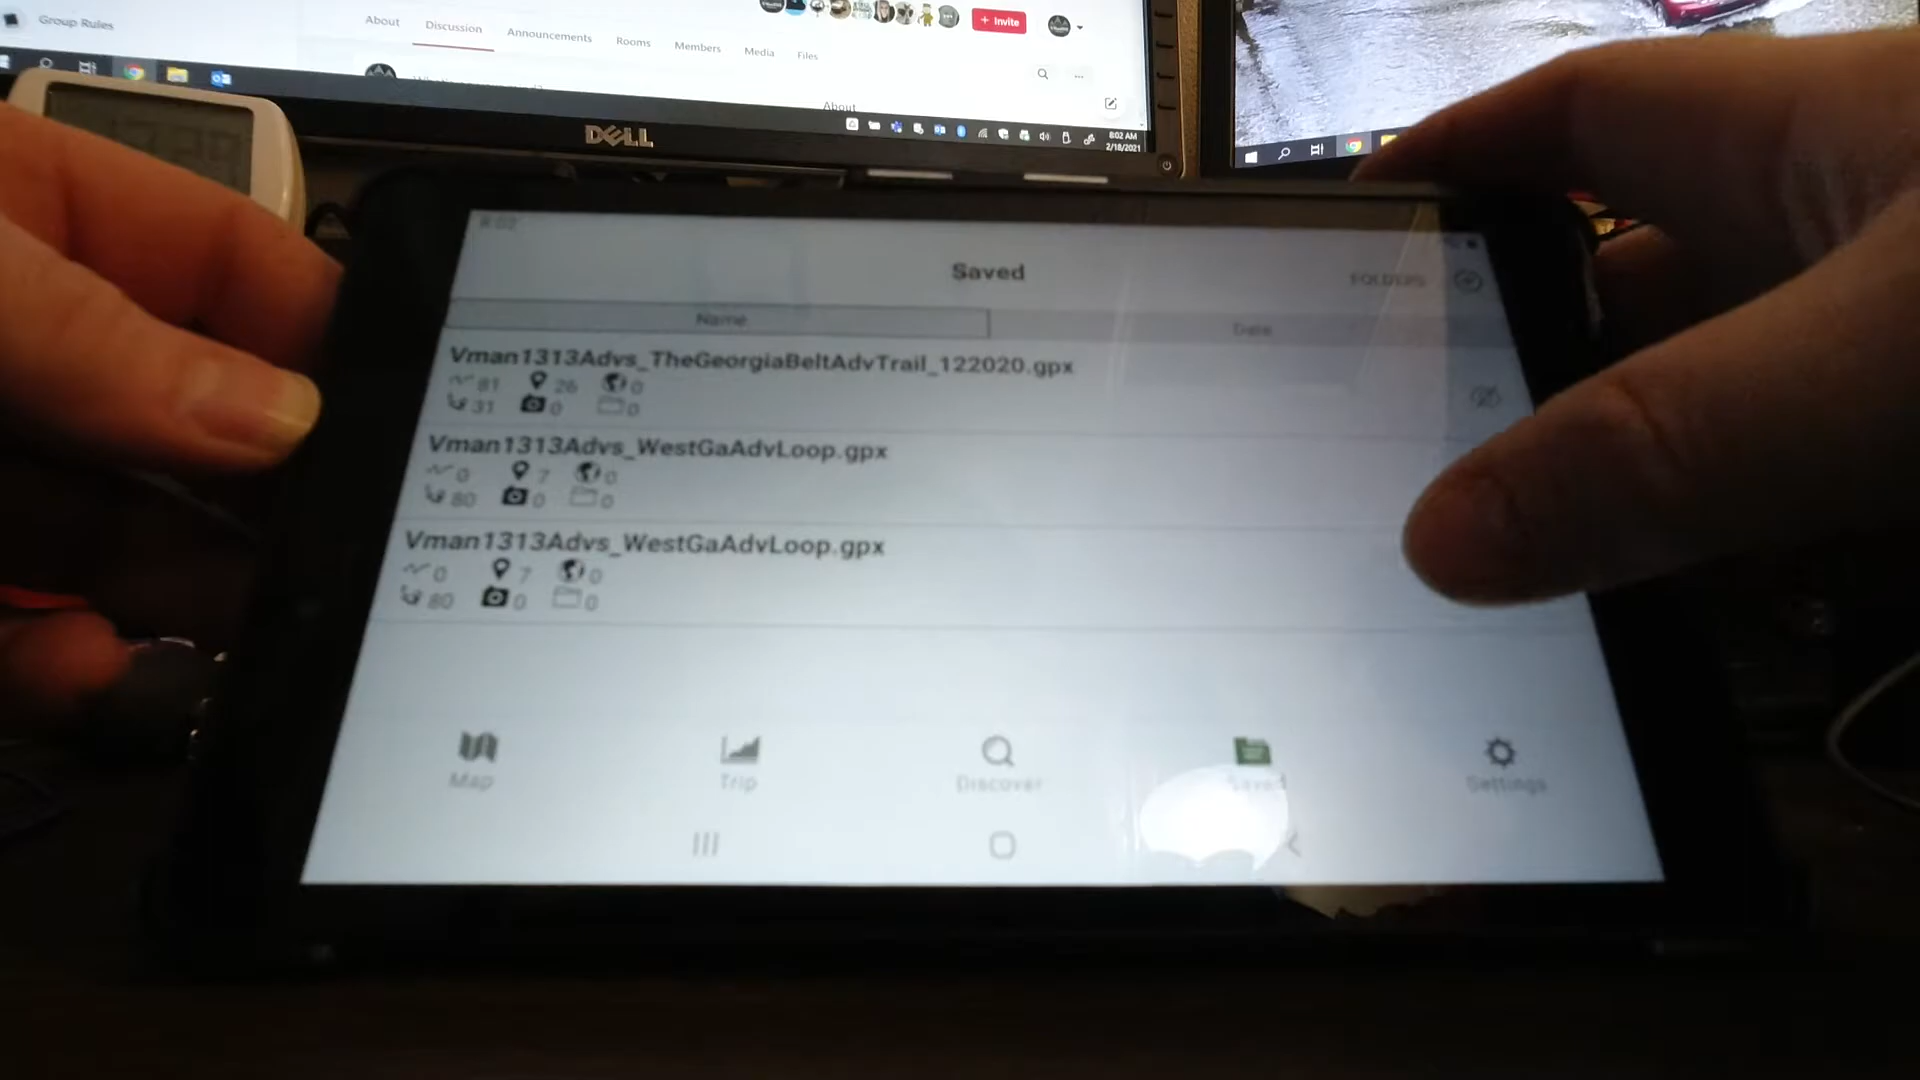 Group Rules
About Discussion Announcements Rooms Members Media Files
+ Invite
About
DELL
8:02 AM
2/18/2021
8:02
Saved
FOLDERS
Name Date
Vman1313Advs_TheGeorgiaBeltAdvTrail_122020.gpx
81 26 0
31 0 0
Vman1313Advs_WestGaAdvLoop.gpx
0 7 0
80 0 0
Vman1313Advs_WestGaAdvLoop.gpx
0 7 0
80 0 0
Map Trip Discover Saved Settings